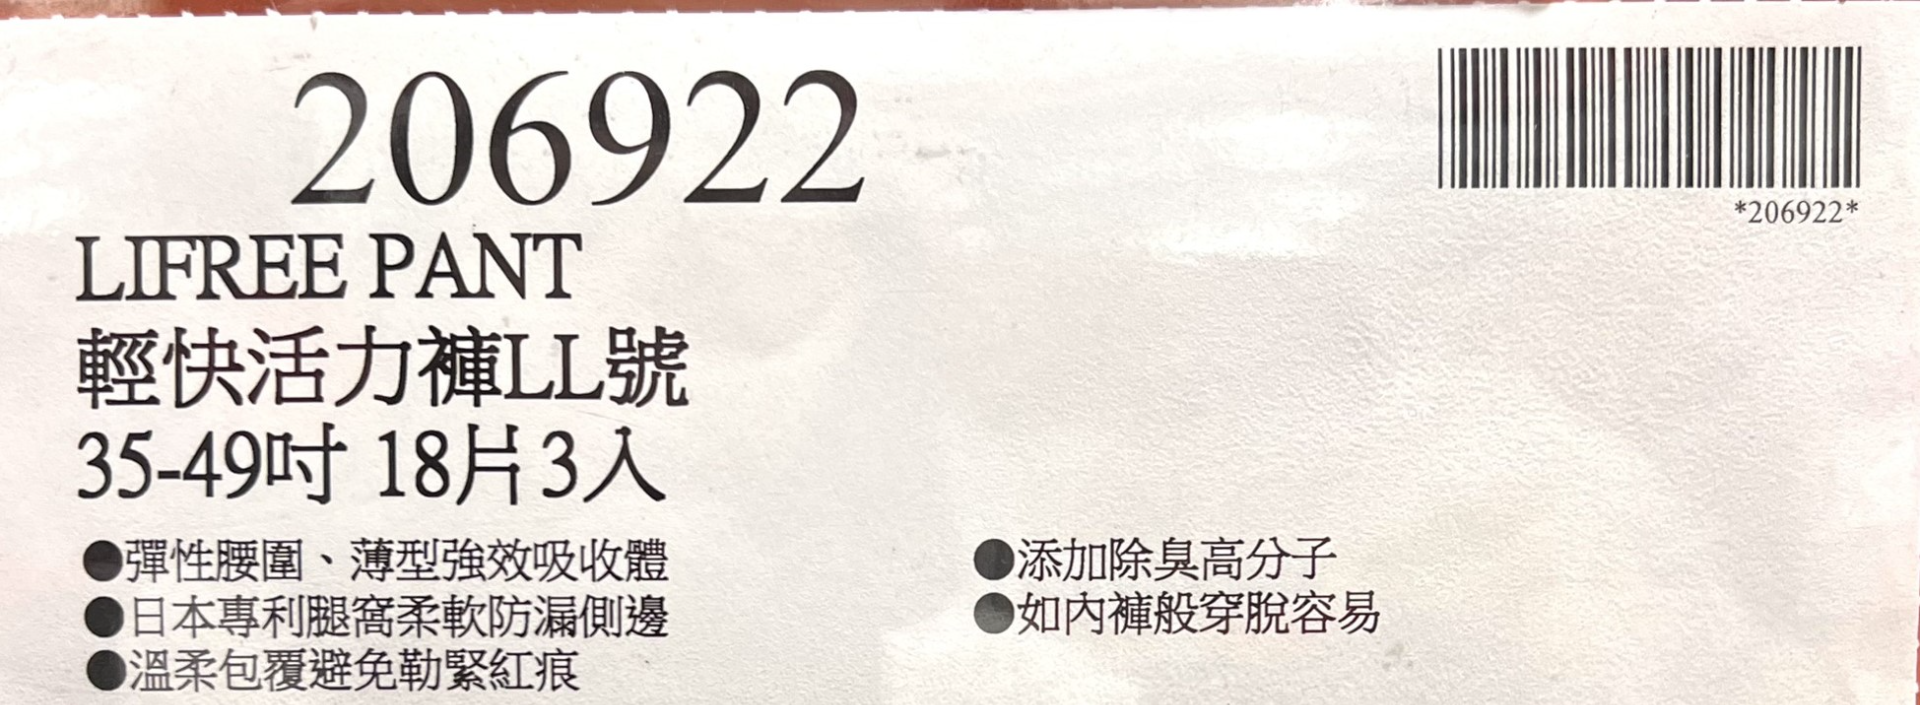 206922
*206922*
LIFREE PANT
輕快活力褲LL號
35-49吋 18片3入
●彈性腰圍、薄型強效吸收體
●日本專利腿窩柔軟防漏側邊
●溫柔包覆避免勒緊紅痕
●添加除臭高分子
●如內褲般穿脫容易